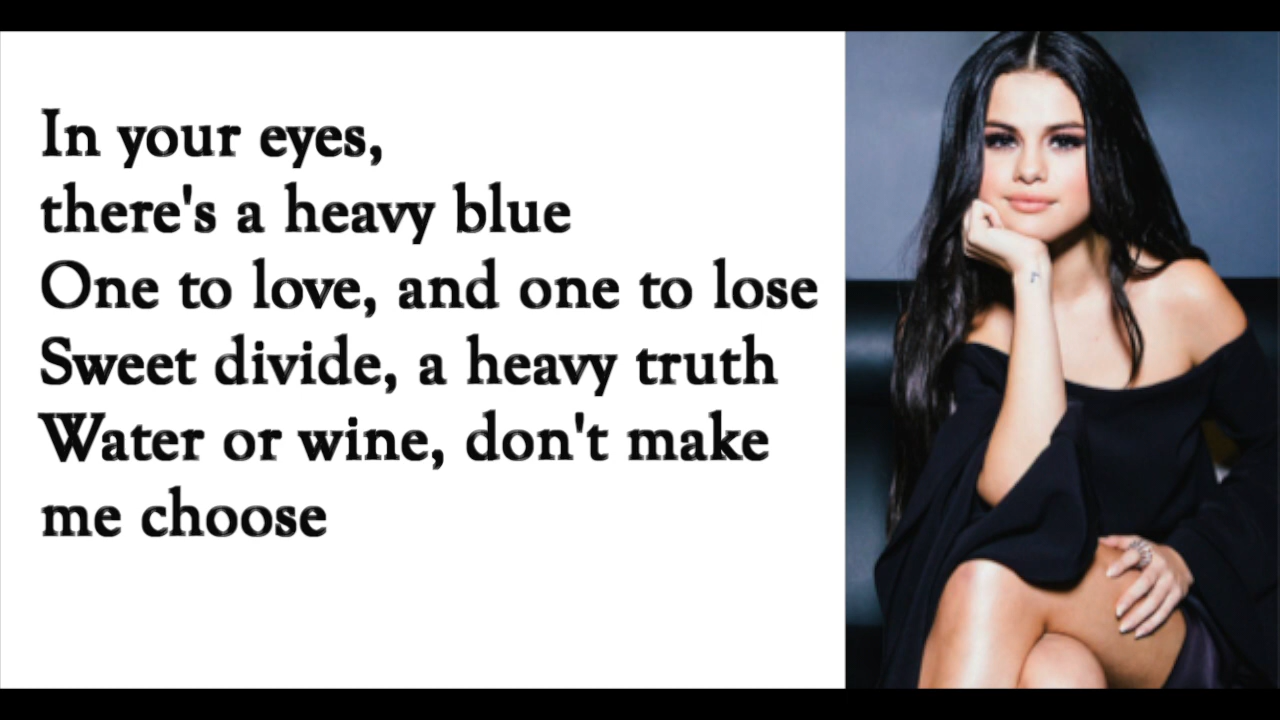 In your eyes,
there's a heavy blue
One to love, and one to lose
Sweet divide, a heavy truth
Water or wine, don't make
me choose